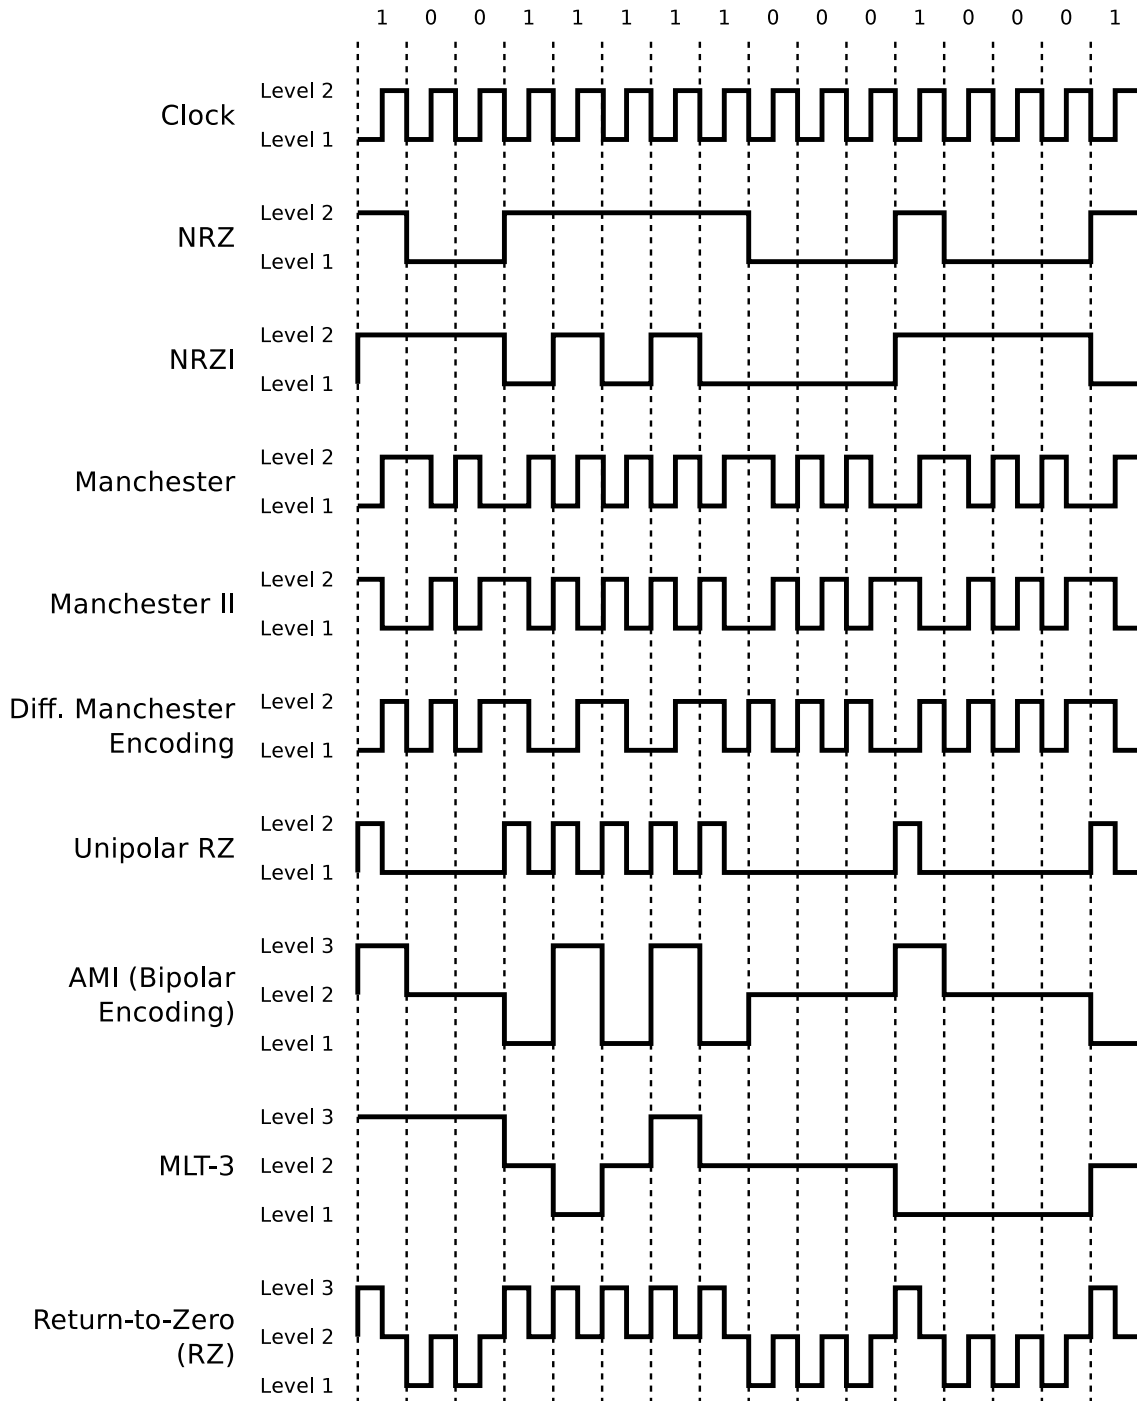 1 0 0 1 1 1 1 1 0 0 0 1 0 0 0 1
Clock
Level 2
Level 1
NRZ
Level 2
Level 1
NRZI
Level 2
Level 1
Manchester
Level 2
Level 1
Manchester II
Level 2
Level 1
Diff. Manchester
Encoding
Level 2
Level 1
Unipolar RZ
Level 2
Level 1
AMI (Bipolar
Encoding)
Level 3
Level 2
Level 1
MLT-3
Level 3
Level 2
Level 1
Return-to-Zero
(RZ)
Level 3
Level 2
Level 1